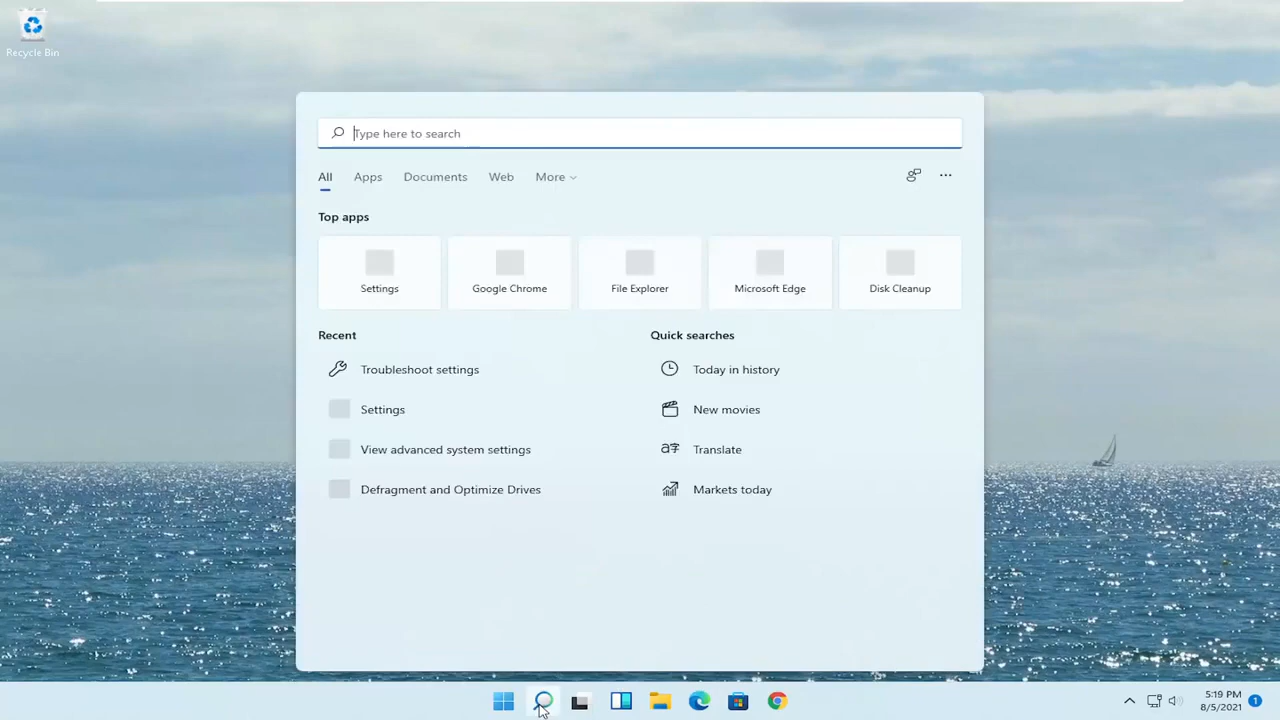 Recycle Bin
Type here to search
All Apps Documents Web More
Top apps
Settings Google Chrome File Explorer Microsoft Edge Disk Cleanup
Recent Quick searches
Troubleshoot settings Today in history
Settings New movies
View advanced system settings Translate
Defragment and Optimize Drives Markets today
5:19 PM
8/5/2021 1